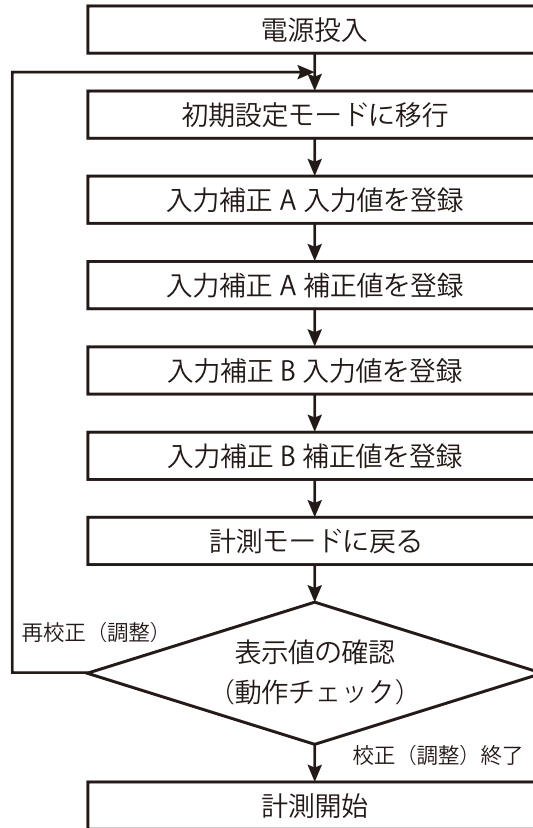 電源投入
初期設定モードに移行
入力補正 A 入力値を登録
入力補正 A 補正値を登録
入力補正 B 入力値を登録
入力補正 B 補正値を登録
計測モードに戻る
再校正（調整）
表示値の確認
（動作チェック）
校正（調整）終了
計測開始